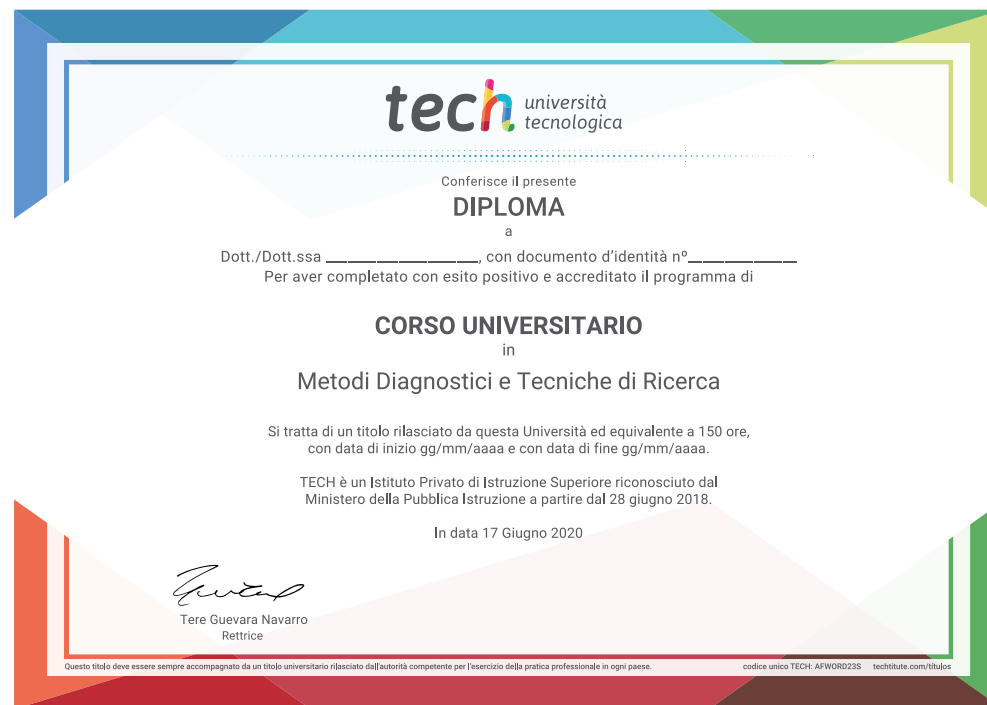 tech università
tecnologica
Conferisce il presente
DIPLOMA
a
Dott./Dott.ssa ____________________, con documento d'identità nº______________
Per aver completato con esito positivo e accreditato il programma di
CORSO UNIVERSITARIO
in
Metodi Diagnostici e Tecniche di Ricerca
Si tratta di un titolo rilasciato da questa Università ed equivalente a 150 ore,
con data di inizio gg/mm/aaaa e con data di fine gg/mm/aaaa.
TECH è un Istituto Privato di Istruzione Superiore riconosciuto dal
Ministero della Pubblica Istruzione a partire dal 28 giugno 2018.
In data 17 Giugno 2020
Tere Guevara Navarro
Rettrice
Questo titolo deve essere sempre accompagnato da un titolo universitario rilasciato dall'autorità competente per l'esercizio della pratica professionale in ogni paese. codice unico TECH: AFWORD23S techtitute.com/titulos